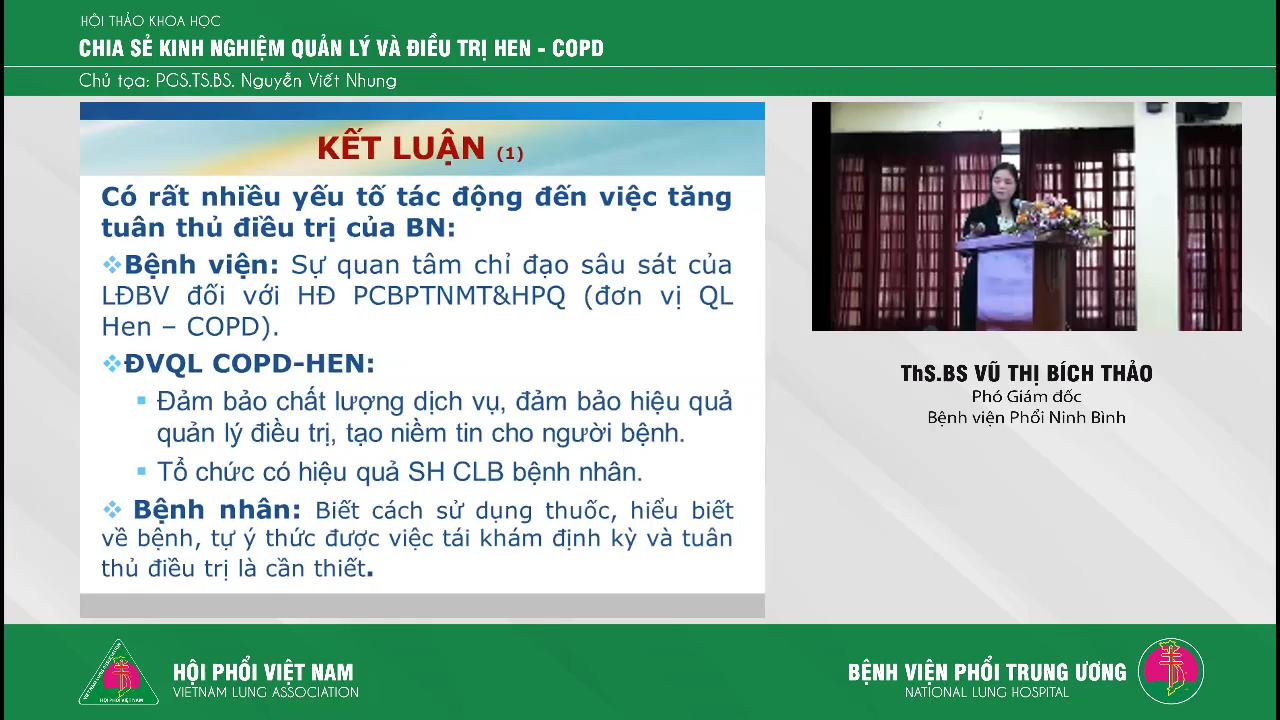 HỘI THẢO KHOA HỌC
CHIA SẺ KINH NGHIỆM QUẢN LÝ VÀ ĐIỀU TRỊ HEN - COPD
Chủ tọa: PGS.TS.BS. Nguyễn Viết Nhung
KẾT LUẬN (1)
Có rất nhiều yếu tố tác động đến việc tăng
tuân thủ điều trị của BN:
❖Bệnh viện: Sự quan tâm chỉ đạo sâu sát của
LĐBV đối với HĐ PCBPTNMT&HPQ (đơn vị QL
Hen – COPD).
❖ĐVQL COPD-HEN:
▪ Đảm bảo chất lượng dịch vụ, đảm bảo hiệu quả
quản lý điều trị, tạo niềm tin cho người bệnh.
▪ Tổ chức có hiệu quả SH CLB bệnh nhân.
❖ Bệnh nhân: Biết cách sử dụng thuốc, hiểu biết
về bệnh, tự ý thức được việc tái khám định kỳ và tuân
thủ điều trị là cần thiết.
ThS.BS VŨ THỊ BÍCH THẢO
Phó Giám đốc
Bệnh viện Phổi Ninh Bình
VIETNAM LUNG ASSOCIATION
HỘI PHỔI VIỆT NAM
HỘI PHỔI VIỆT NAM
VIETNAM LUNG ASSOCIATION
BỆNH VIỆN PHỔI TRUNG ƯƠNG
NATIONAL LUNG HOSPITAL